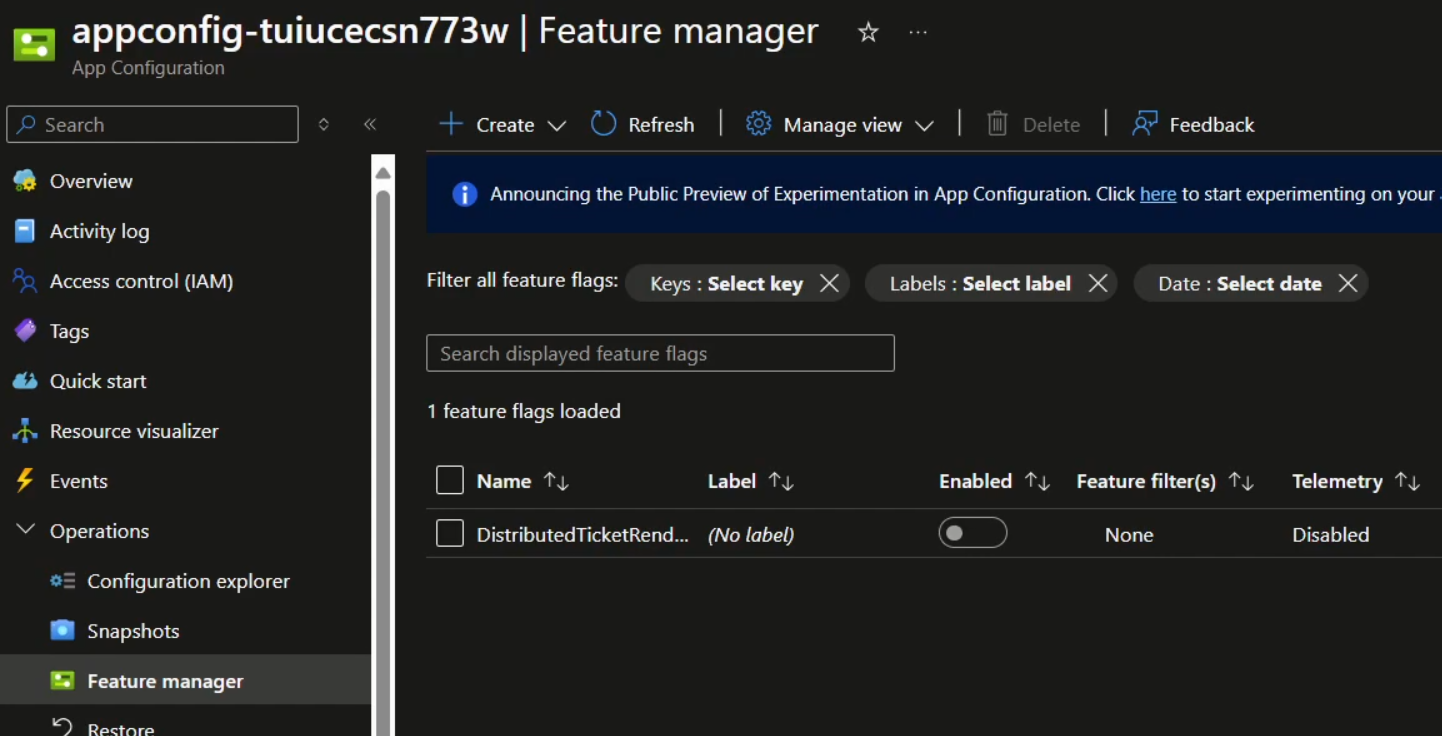 appconfig-tuiucecsn773w | Feature manager ...
App Configuration
Search
Overview
Activity log
Access control (IAM)
Tags
Quick start
Resource visualizer
Events
Operations
Configuration explorer
Snapshots
Feature manager
Restore
Create
Refresh
Manage view
Delete
Feedback
Announcing the Public Preview of Experimentation in App Configuration. Click here to start experimenting on your
Filter all feature flags: Keys : Select key Labels : Select label Date : Select date
Search displayed feature flags
1 feature flags loaded
Name Label Enabled Feature filter(s) Telemetry
DistributedTicketRend... (No label) None Disabled